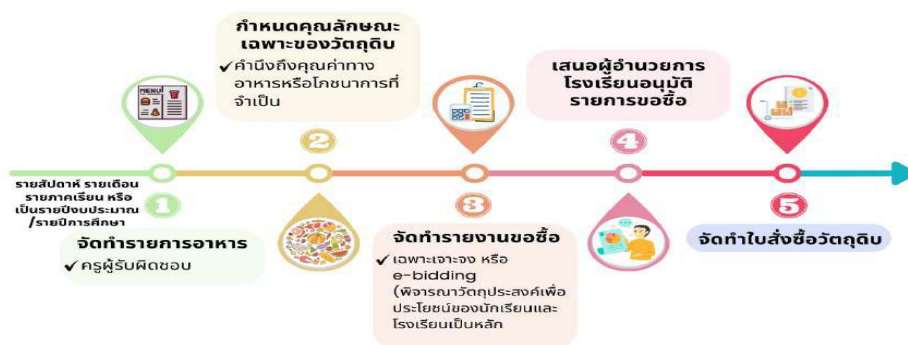 รายสัปดาห์ รายเดือน
รายภาคเรียน หรือ
เป็นรายปีงบประมาณ
/รายปีการศึกษา
MENU
1
จัดทำรายการอาหาร
✓ ครูผู้รับผิดชอบ
กำหนดคุณลักษณะ
เฉพาะของวัตถุดิบ
✓ คำนึงถึงคุณค่าทาง
อาหารหรือโภชนาการที่
จำเป็น
2
3
จัดทำรายงานขอซื้อ
✓ เฉพาะเจาะจง หรือ
e-bidding
(พิจารณาวัตถุประสงค์เพื่อ
ประโยชน์ของนักเรียนและ
โรงเรียนเป็นหลัก
เสนอผู้อำนวยการ
โรงเรียนอนุมัติ
รายการขอซื้อ
4
5
จัดทำใบสั่งซื้อวัตถุดิบ